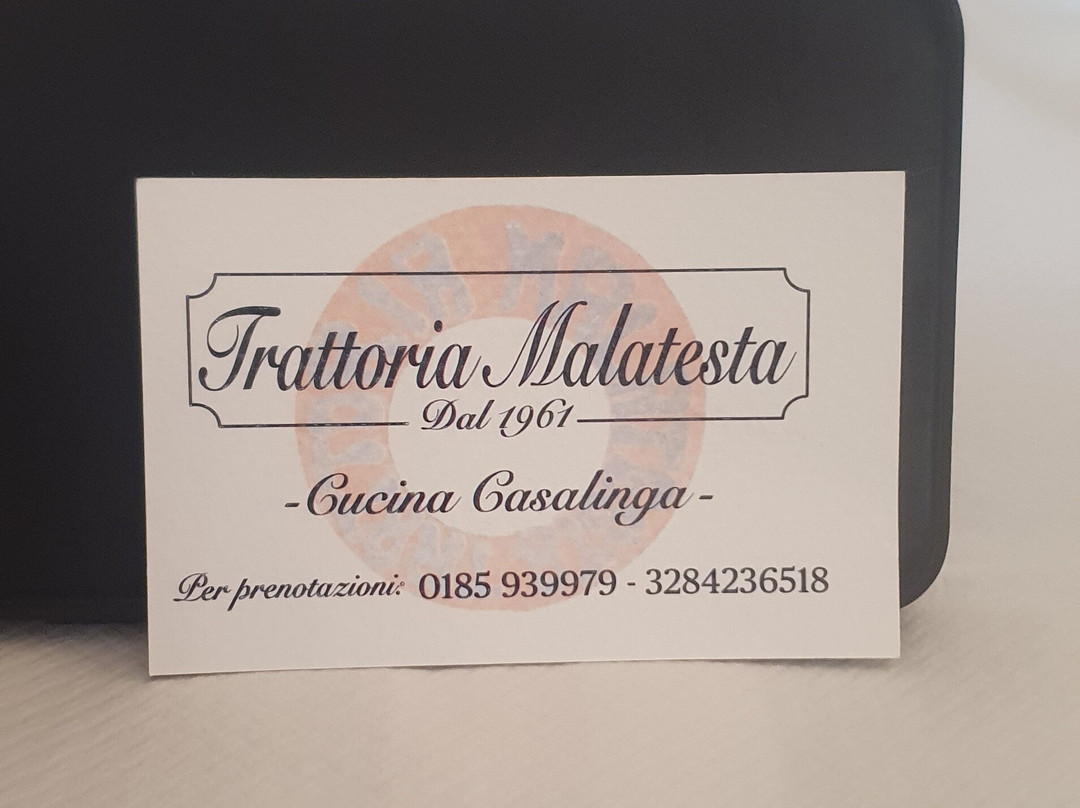 Trattoria Malatesta
Dal 1961
- Cucina Casalinga -
Per prenotazioni: 0185 939979 - 3284236518